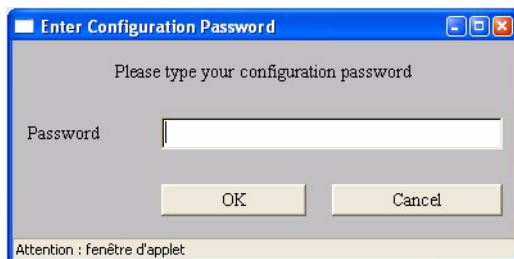 Enter Configuration Password
Please type your configuration password
Password
OK Cancel
Attention : fenêtre d'applet